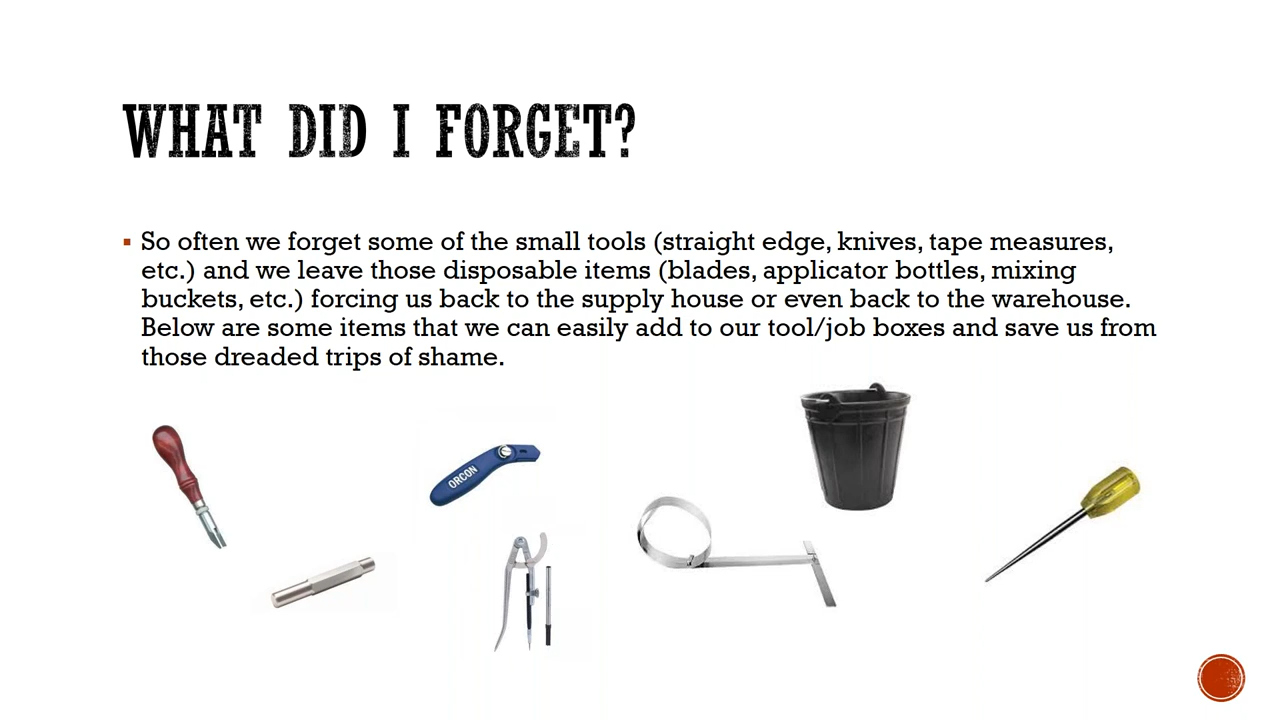 WHAT DID I FORGET?
So often we forget some of the small tools (straight edge, knives, tape measures,
etc.) and we leave those disposable items (blades, applicator bottles, mixing
buckets, etc.) forcing us back to the supply house or even back to the warehouse.
Below are some items that we can easily add to our tool/job boxes and save us from
those dreaded trips of shame.
ORCON